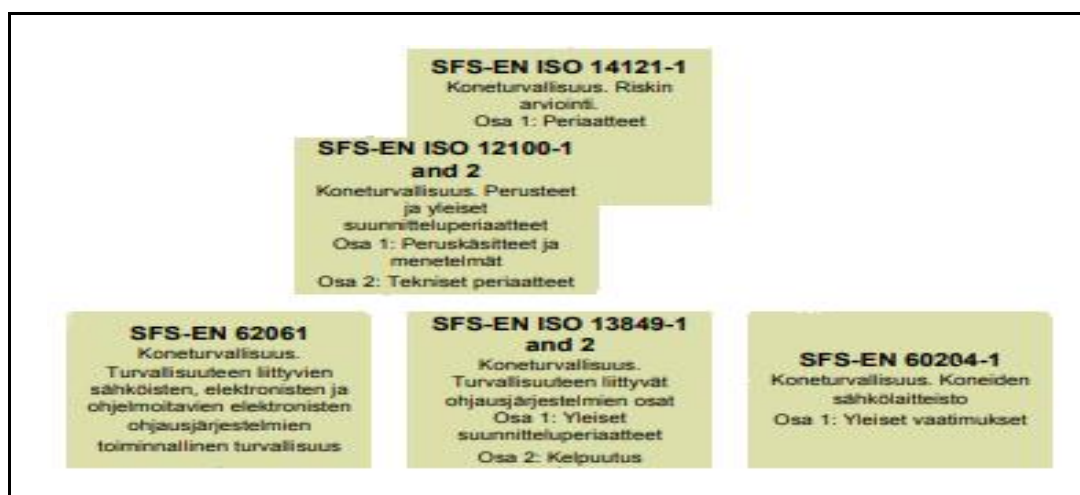 SFS-EN ISO 14121-1
Koneturvallisuus. Riskin
arviointi.
Osa 1: Periaatteet
SFS-EN ISO 12100-1
and 2
Koneturvallisuus. Perusteet
ja yleiset
suunnitteluperiaatteet
Osa 1: Peruskäsitteet ja
menetelmät
Osa 2: Tekniset periaatteet
SFS-EN 62061
Koneturvallisuus.
Turvallisuuteen liittyvien
sähköisten, elektronisten ja
ohjelmoitavien elektronisten
ohjausjärjestelmien
toiminnallinen turvallisuus
SFS-EN ISO 13849-1
and 2
Koneturvallisuus.
Turvallisuuteen liittyvät
ohjausjärjestelmien osat
Osa 1: Yleiset
suunnitteluperiaatteet
Osa 2: Kelpuutus
SFS-EN 60204-1
Koneturvallisuus. Koneiden
sähkölaitteisto
Osa 1: Yleiset vaatimukset